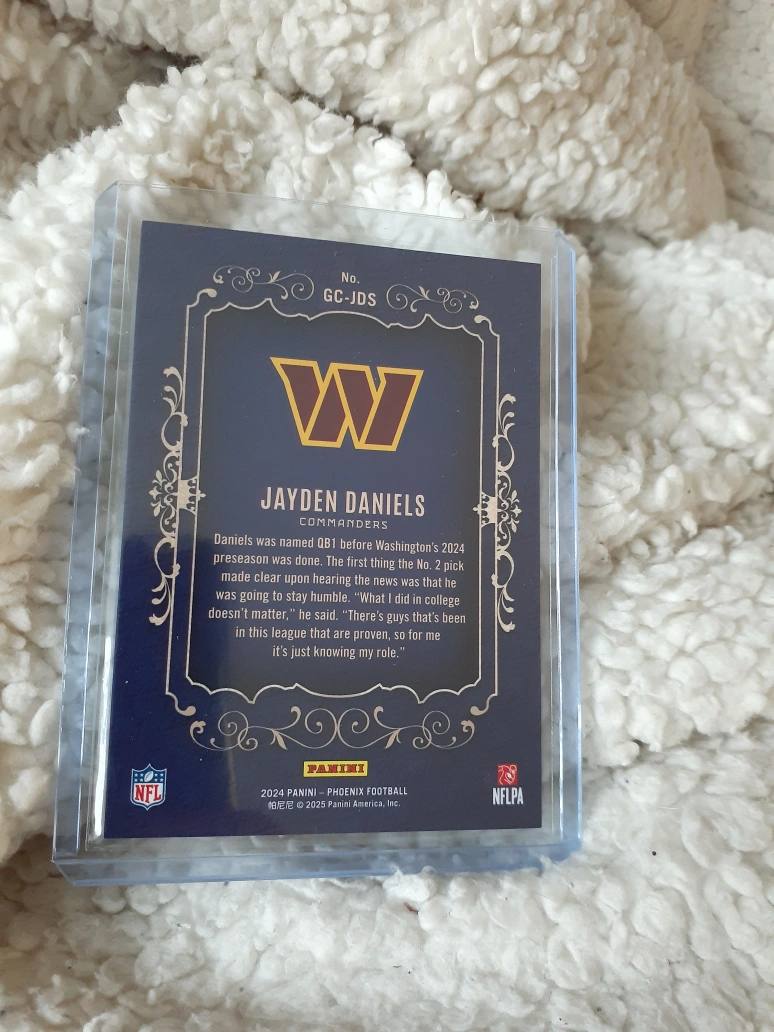 No.
GC-JDS
W
JAYDEN DANIELS
COMMANDERS
Daniels was named QB1 before Washington's 2024
preseason was done. The first thing the No. 2 pick
made clear upon hearing the news was that he
was going to stay humble. “What I did in college
doesn't matter,” he said. “There's guys that's been
in this league that are proven, so for me
it's just knowing my role.”
PANINI
NFL
2024 PANINI – PHOENIX FOOTBALL
帕尼尼 © 2025 Panini America, Inc.
NFLPA